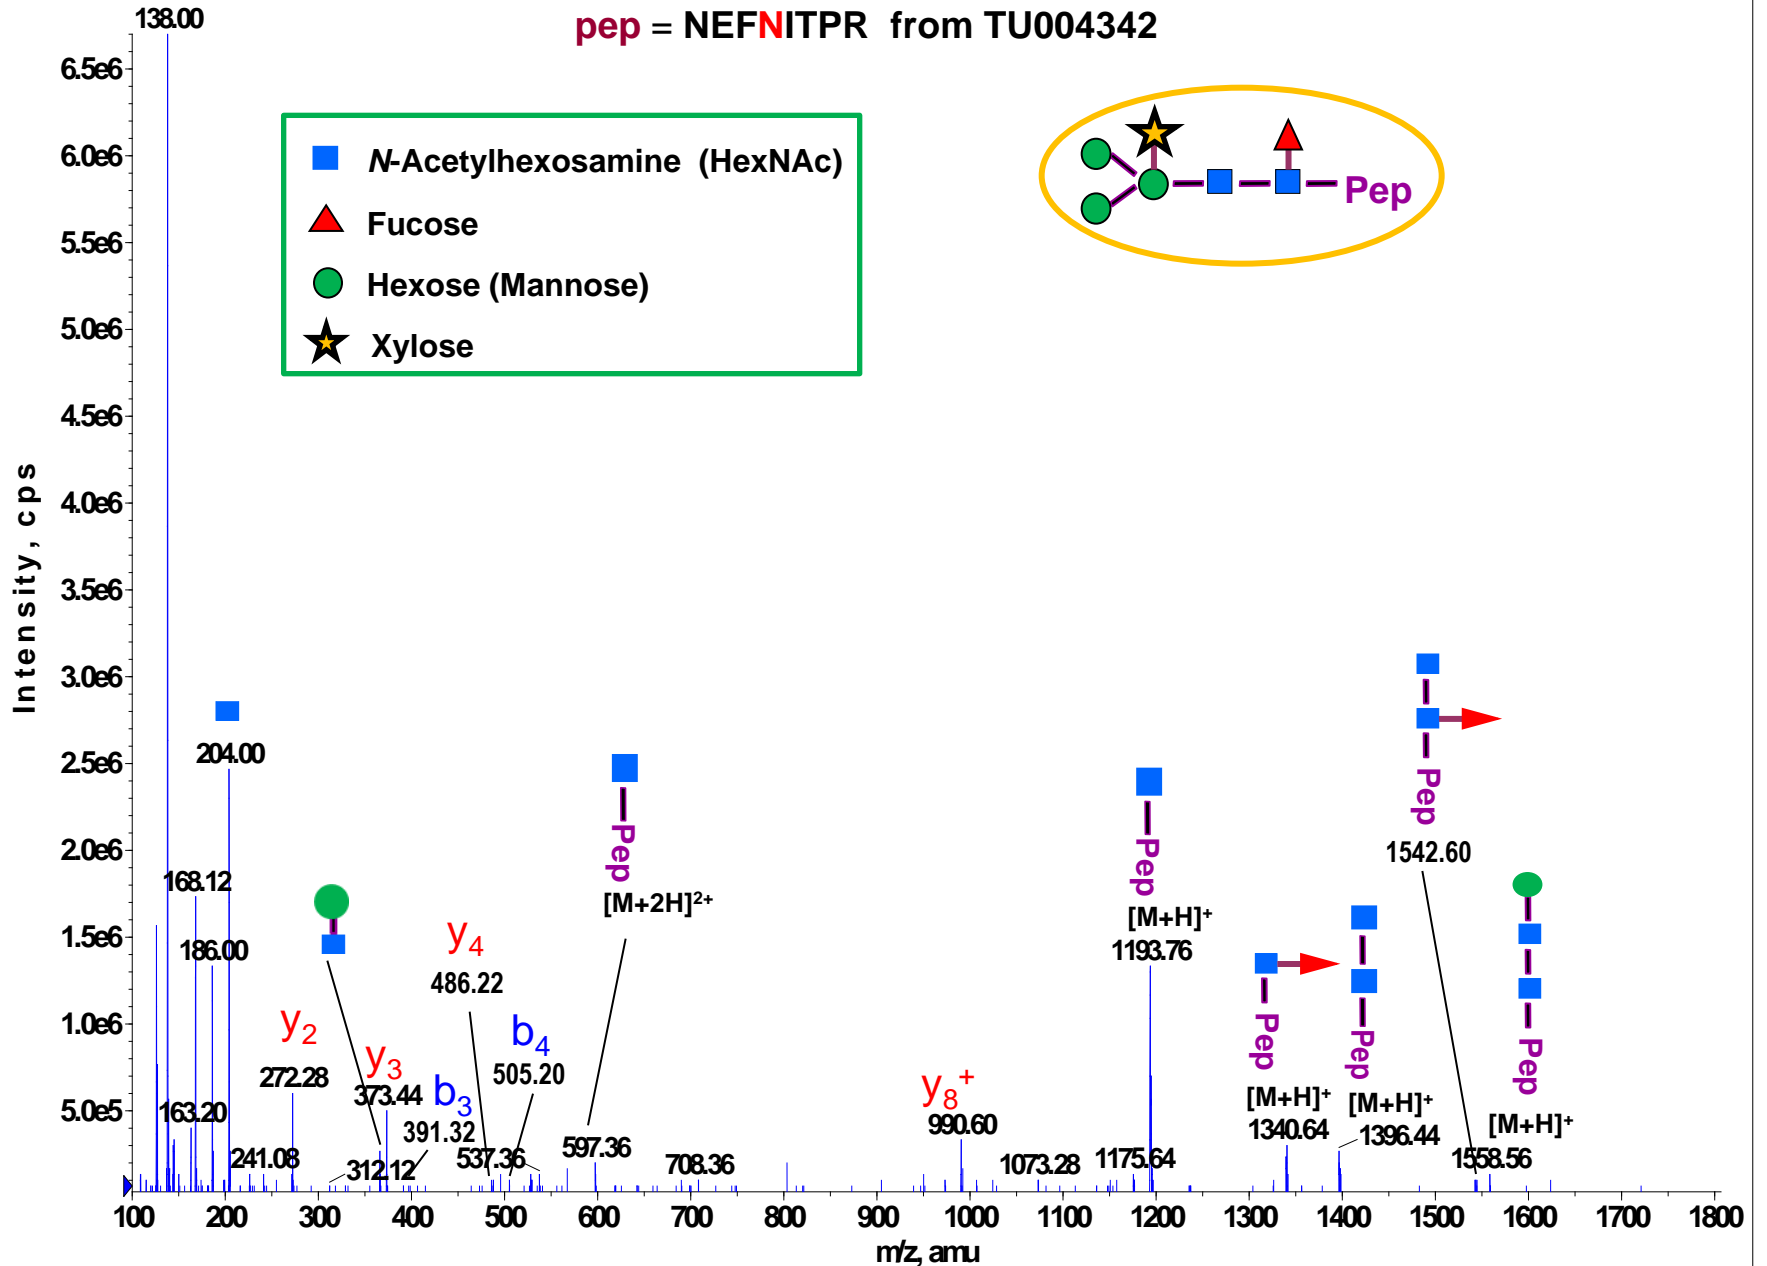 138.00
pep = NEFNITPR from TU004342
6.5e6
6.0e6
5.5e6
5.0e6
4.5e6
4.0e6
3.5e6
3.0e6
2.5e6
2.0e6
1.5e6
1.0e6
5.0e5
Intensity, cps
N-Acetylhexosamine (HexNAc)
Fucose
Hexose (Mannose)
Xylose
Pep
204.00
168.12
186.00
163.20
241.08
y2
272.28
312.12
y3
373.44
b3
391.32
y4
486.22
b4
505.20
537.36
Pep
[M+2H]2+
597.36
708.36
y8+
990.60
1073.28
1175.64
Pep
[M+H]+
1193.76
Pep
[M+H]+
1340.64
Pep
[M+H]+
1396.44
Pep
1542.60
Pep
[M+H]+
1558.56
100 200 300 400 500 600 700 800 900 1000 1100 1200 1300 1400 1500 1600 1700 1800
m/z, amu